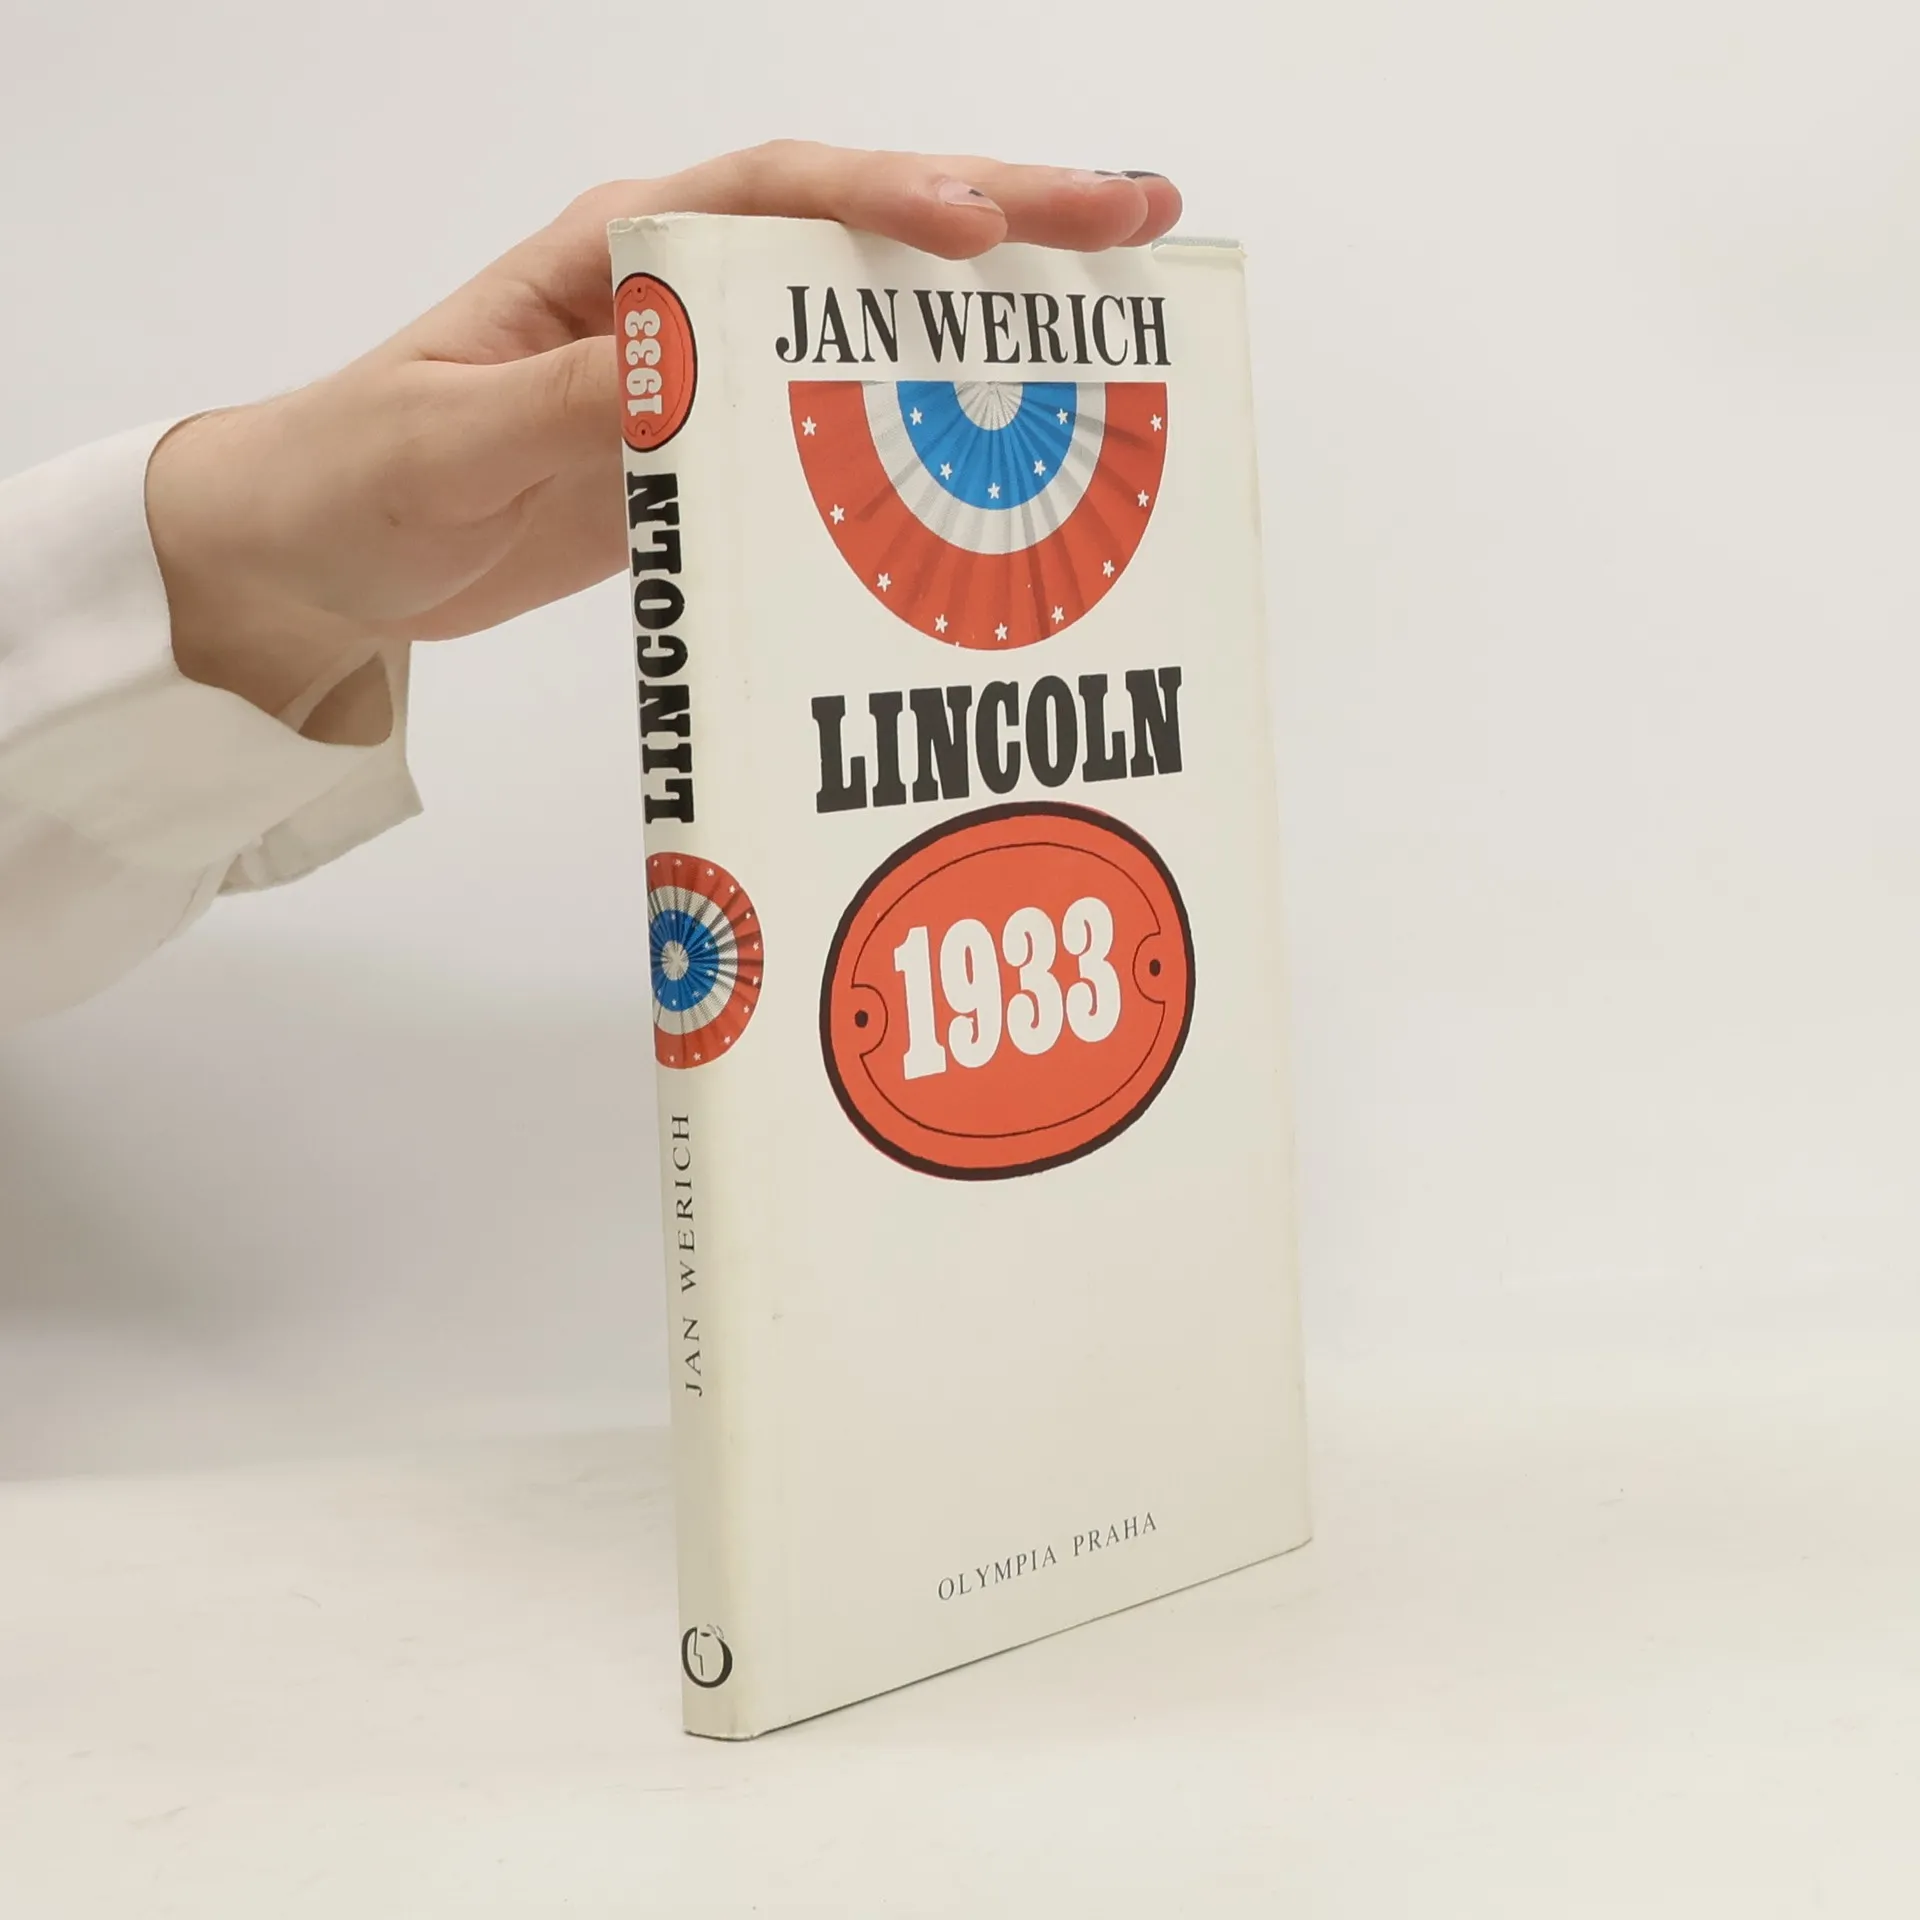 JAN WERICH
LINCOLN
1933
OLYMPIA PRAHA
JAN WERICH
LINCOLN
1933